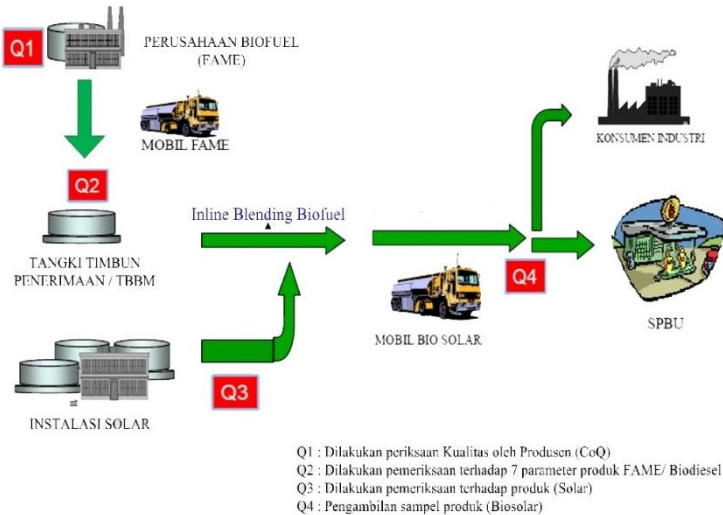 Q1
PERUSAHAAN BIOFUEL
(FAME)
MOBIL FAME
KONSUMEN INDUSTRI
Q2
Inline Blending Biofuel
TANGKI TIMBUN
PENERIMAAN / TBBM
Q4
MOBIL BIO SOLAR
SPBU
Q3
INSTALASI SOLAR
Q1 : Dilakukan periksaan Kualitas oleh Produsen (CoQ)
Q2 : Dilakukan pemeriksaan terhadap 7 parameter produk FAME/ Biodiesel
Q3 : Dilakukan pemeriksaan terhadap produk (Solar)
Q4 : Pengambilan sampel produk (Biosolar)